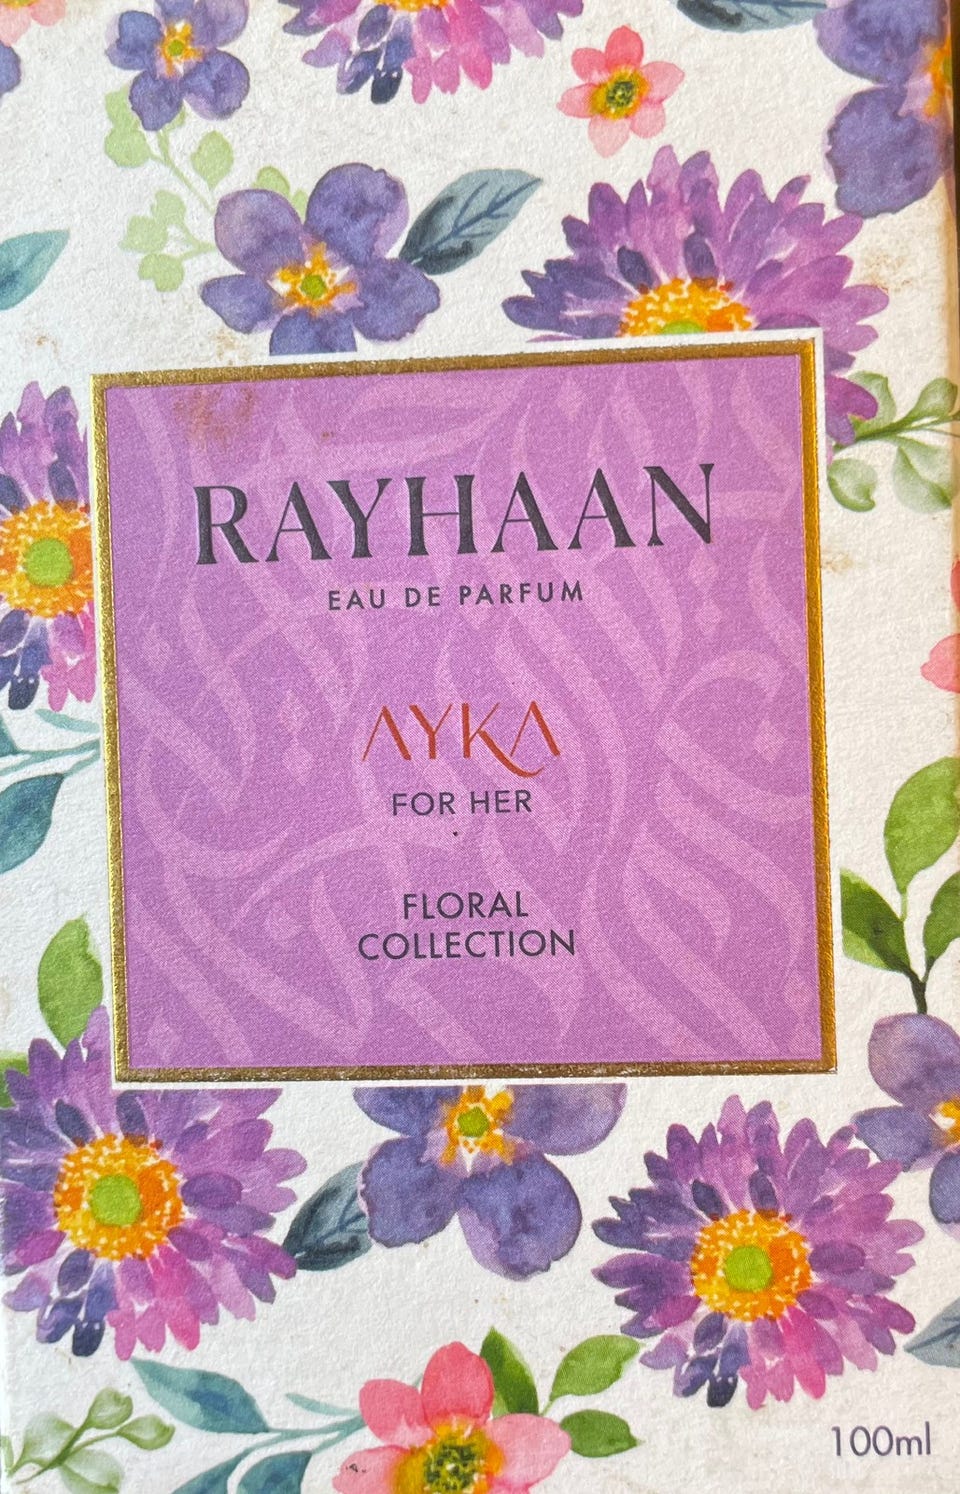 RAYHAAN
EAU DE PARFUM
AYKA
FOR HER
FLORAL
COLLECTION
100ml